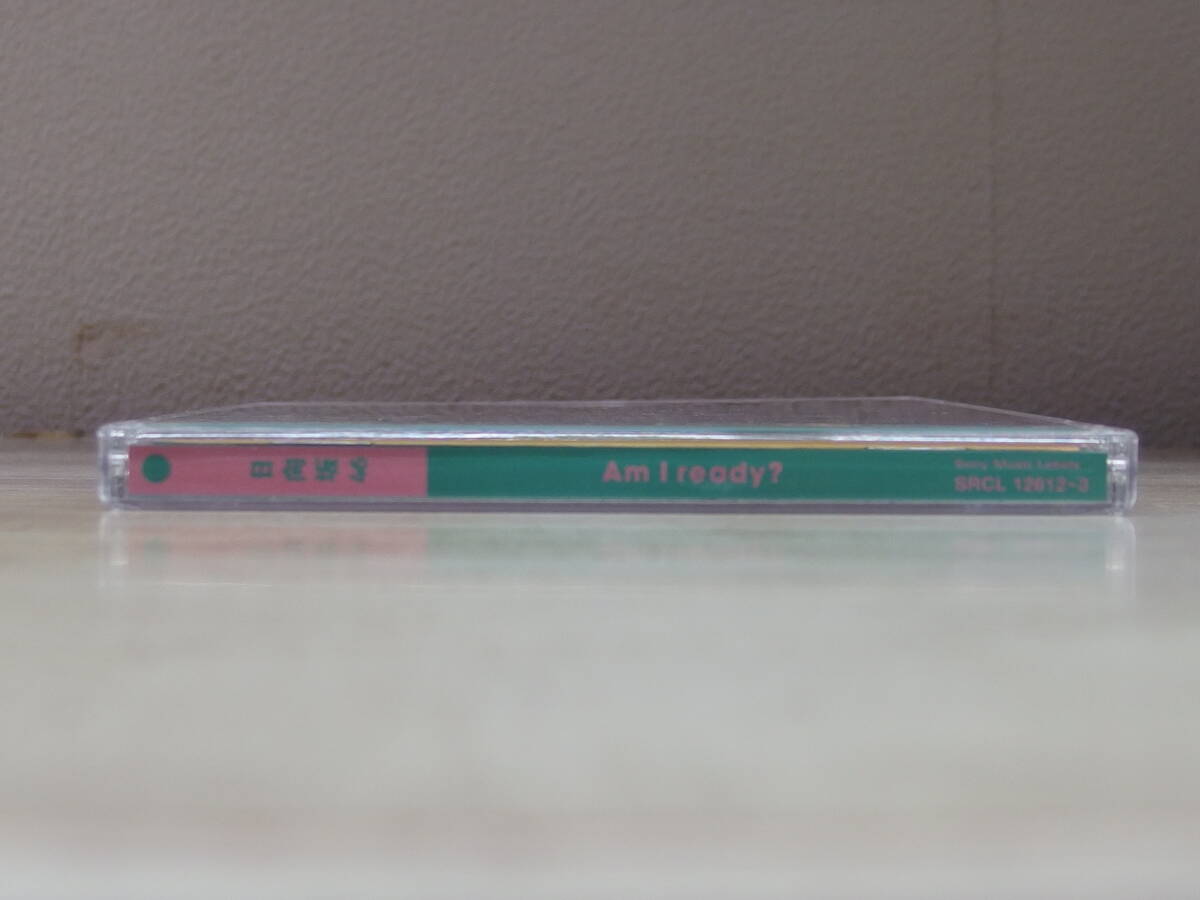 日向坂46
Am I ready?
Sony Music Labels
SRCL 12612~3